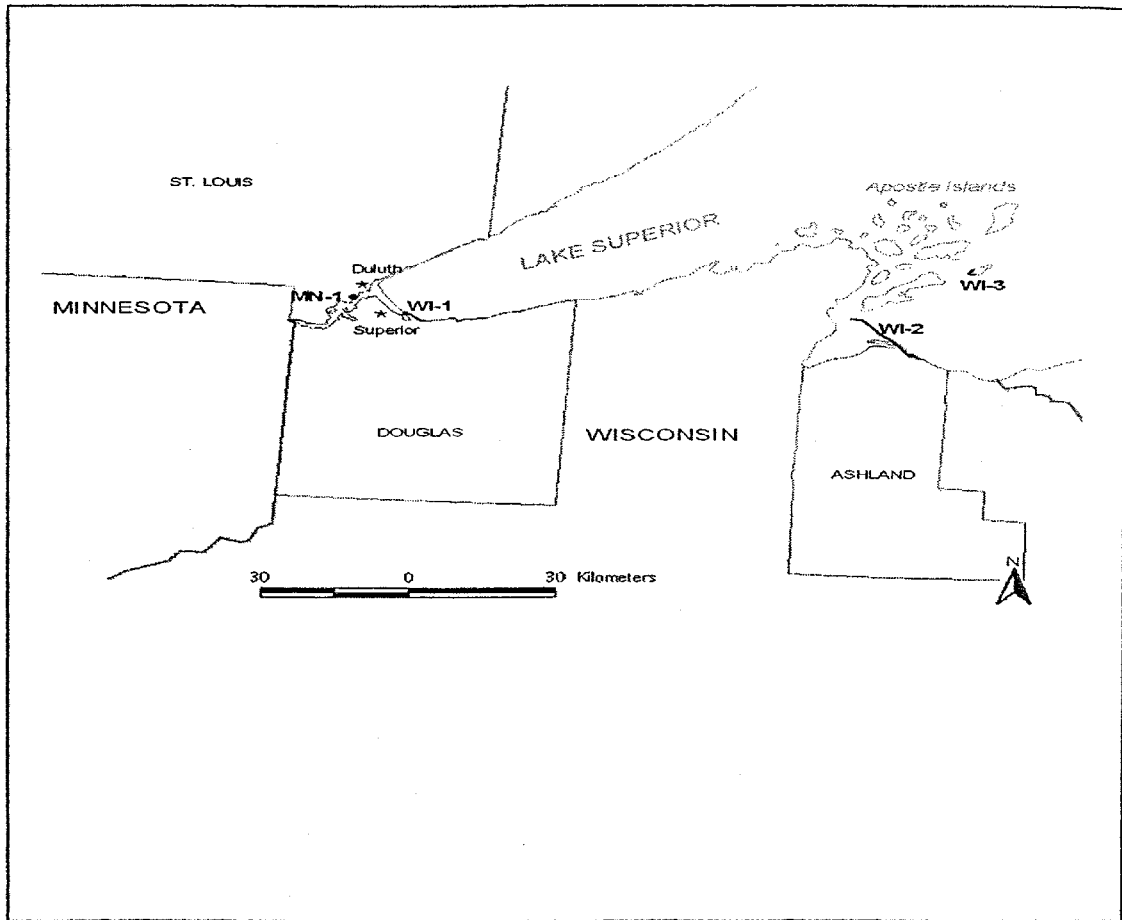 ST. LOUIS
Apostle Islands
LAKE SUPERIOR
Duluth
MN-1
WI-1
WI-3
MINNESOTA
Superior
WI-2
DOUGLAS
WISCONSIN
ASHLAND
30 0 30 Kilometers
N